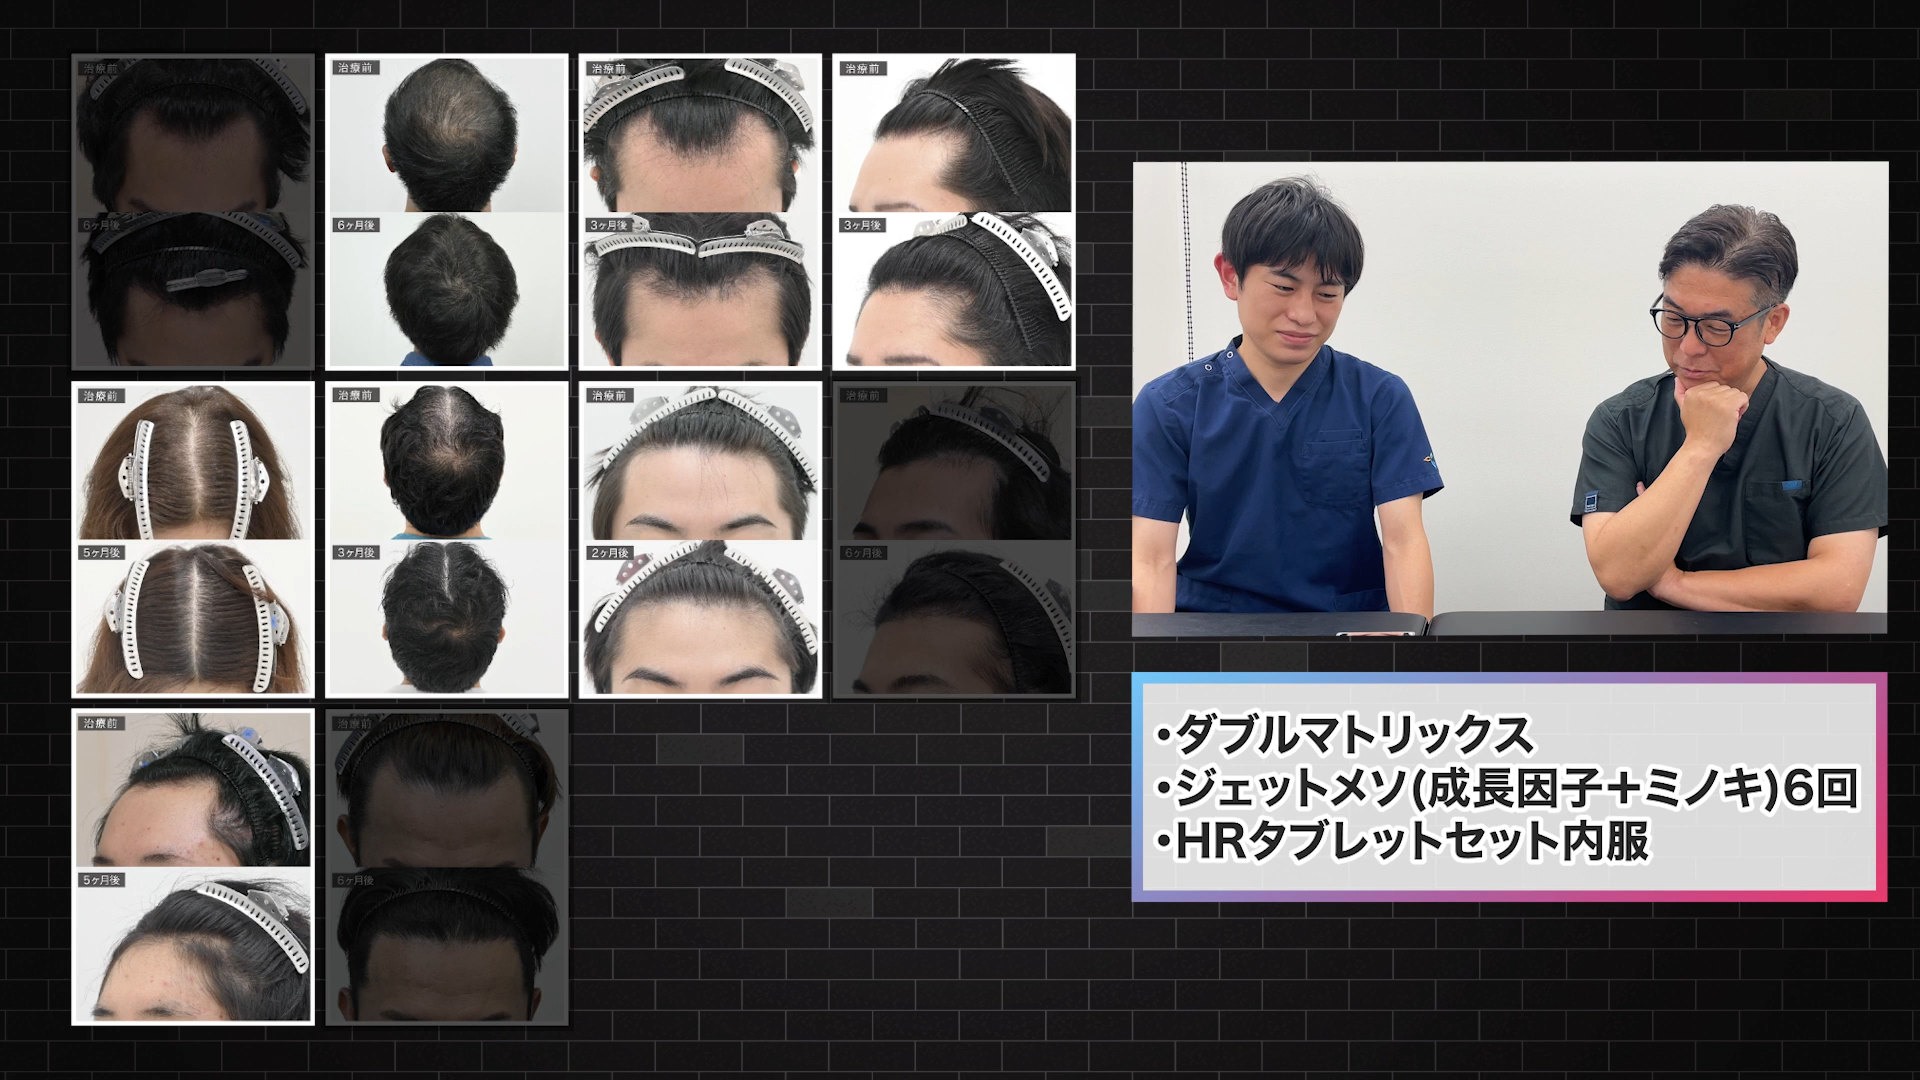 治療前
治療前
治療前
治療前
6ヶ月後
6ヶ月後
3ヶ月後
3ヶ月後
治療前
治療前
治療前
治療前
5ヶ月後
3ヶ月後
2ヶ月後
6ヶ月後
治療前
治療前
5ヶ月後
6ヶ月後
・ダブルマトリックス
・ジェットメソ(成長因子＋ミノキ)6回
・HRタブレットセット内服